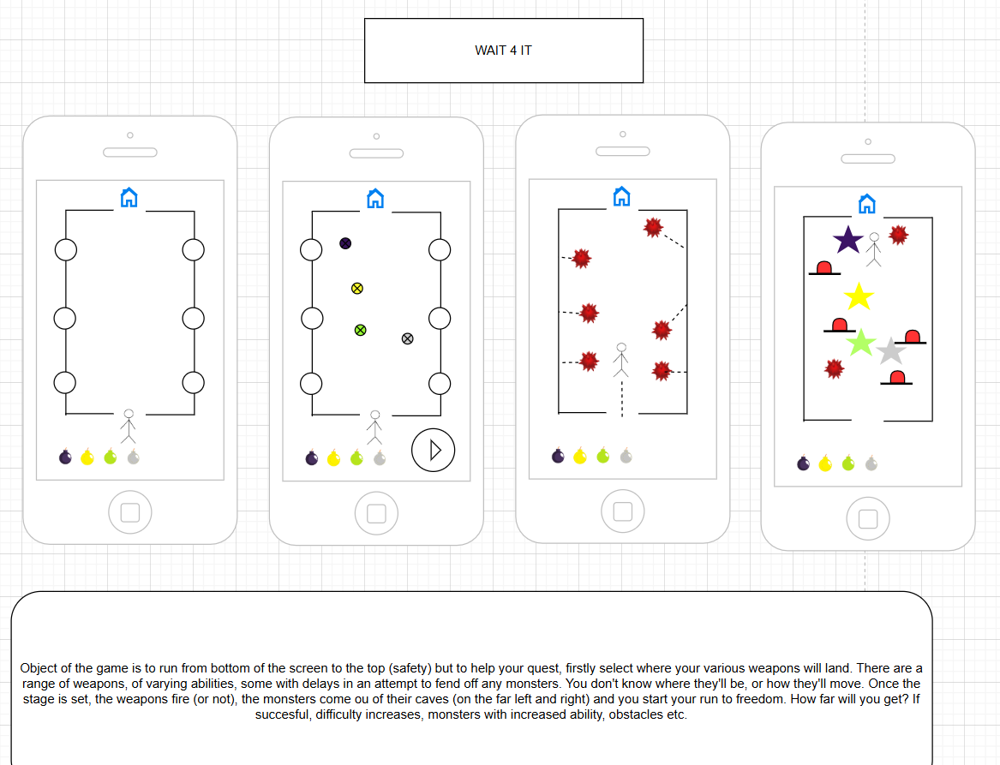 WAIT 4 IT
Object of the game is to run from bottom of the screen to the top (safety) but to help your quest, firstly select where your various weapons will land. There are a
range of weapons, of varying abilities, some with delays in an attempt to fend off any monsters. You don't know where they'll be, or how they'll move. Once the
stage is set, the weapons fire (or not), the monsters come ou of their caves (on the far left and right) and you start your run to freedom. How far will you get? If
succesful, difficulty increases, monsters with increased ability, obstacles etc.